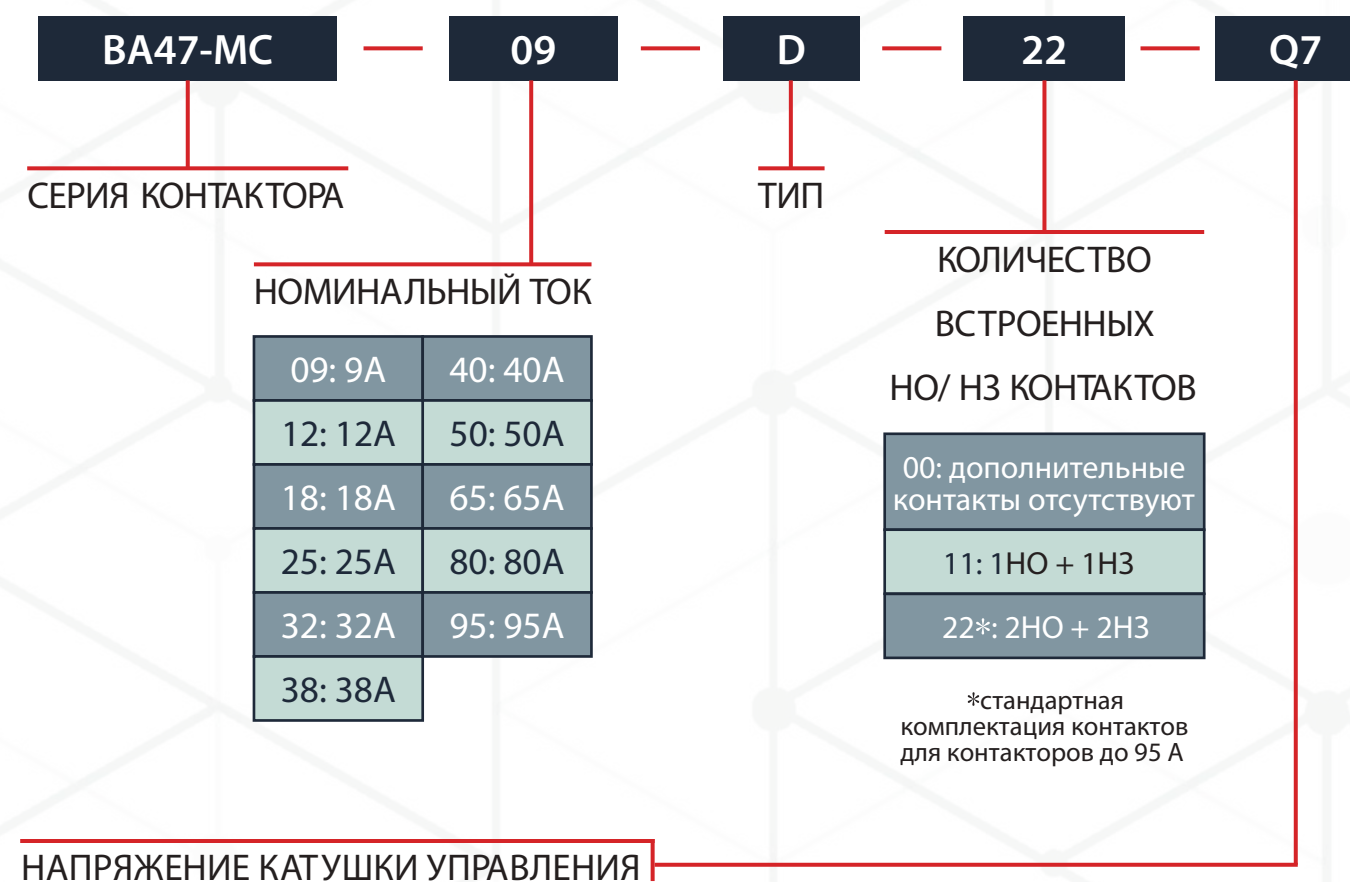 ВА47-МС — 09 — D — 22 — Q7
СЕРИЯ КОНТАКТОРА
ТИП
НОМИНАЛЬНЫЙ ТОК
09: 9А 40: 40А
12: 12А 50: 50А
18: 18А 65: 65А
25: 25А 80: 80А
32: 32А 95: 95А
38: 38А
КОЛИЧЕСТВО
ВСТРОЕННЫХ
НО/ НЗ КОНТАКТОВ
00: дополнительные
контакты отсутствуют
11: 1НО + 1НЗ
22*: 2НО + 2НЗ
*стандартная
комплектация контактов
для контакторов до 95 А
НАПРЯЖЕНИЕ КАТУШКИ УПРАВЛЕНИЯ